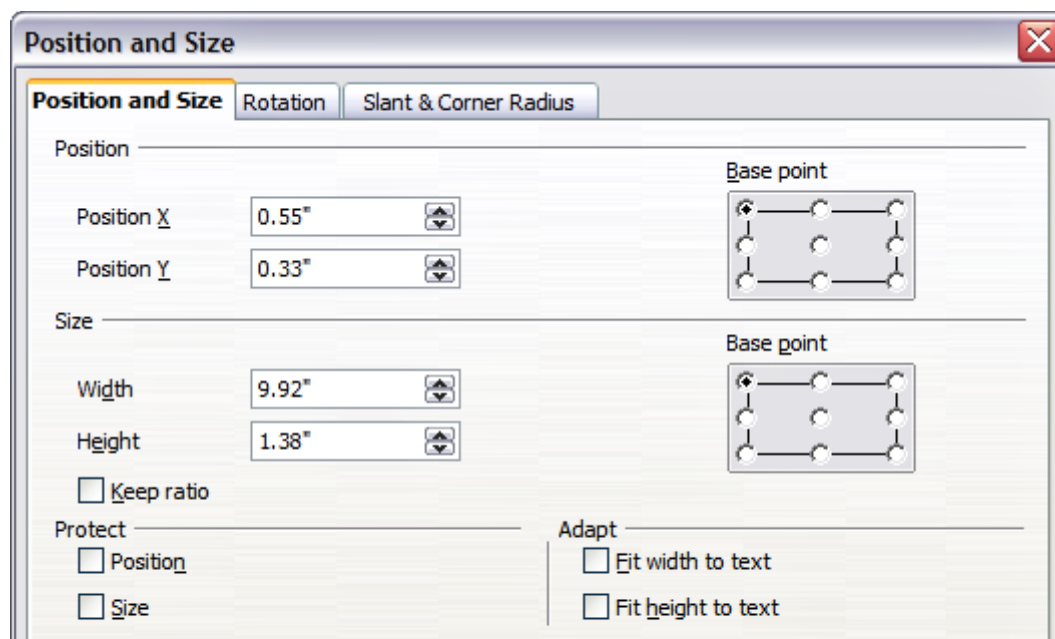 Position and Size
Position and Size Rotation Slant & Corner Radius
Position
Base point
Position X 0.55"
Position Y 0.33"
Size
Base point
Width 9.92"
Height 1.38"
Keep ratio
Protect Adapt
Position Fit width to text
Size Fit height to text